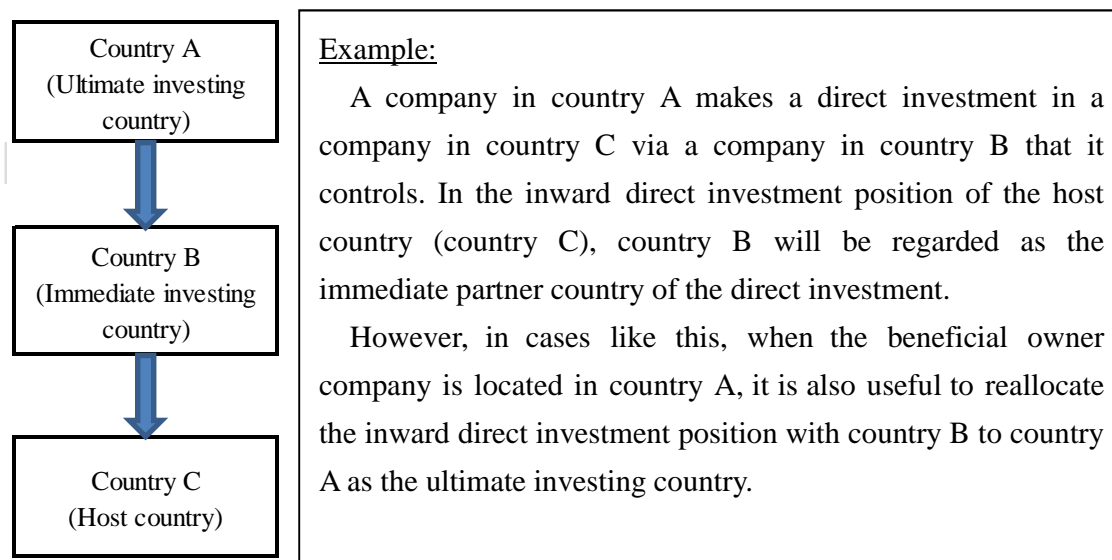 Country A
(Ultimate investing
country)
Country B
(Immediate investing
country)
Country C
(Host country)
Example:
A company in country A makes a direct investment in a
company in country C via a company in country B that it
controls. In the inward direct investment position of the host
country (country C), country B will be regarded as the
immediate partner country of the direct investment.
However, in cases like this, when the beneficial owner
company is located in country A, it is also useful to reallocate
the inward direct investment position with country B to country
A as the ultimate investing country.